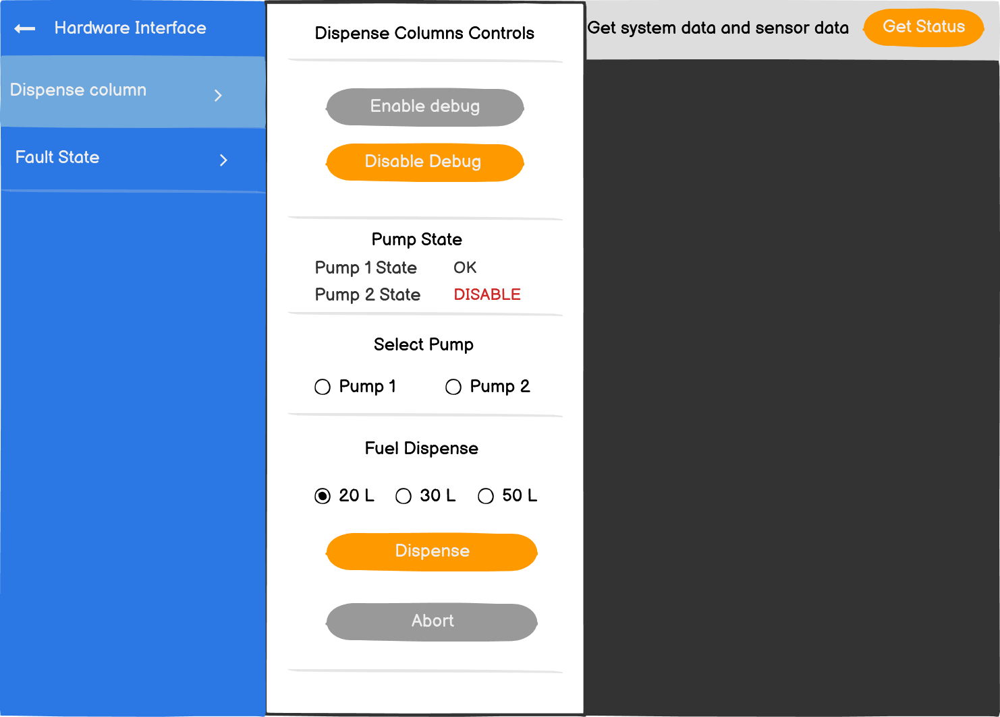 Hardware Interface
Dispense column
Fault State
Dispense Columns Controls
Enable debug
Disable Debug
Pump State
Pump 1 State OK
Pump 2 State DISABLE
Select Pump
Pump 1 Pump 2
Fuel Dispense
20 L 30 L 50 L
Dispense
Abort
Get system data and sensor data Get Status